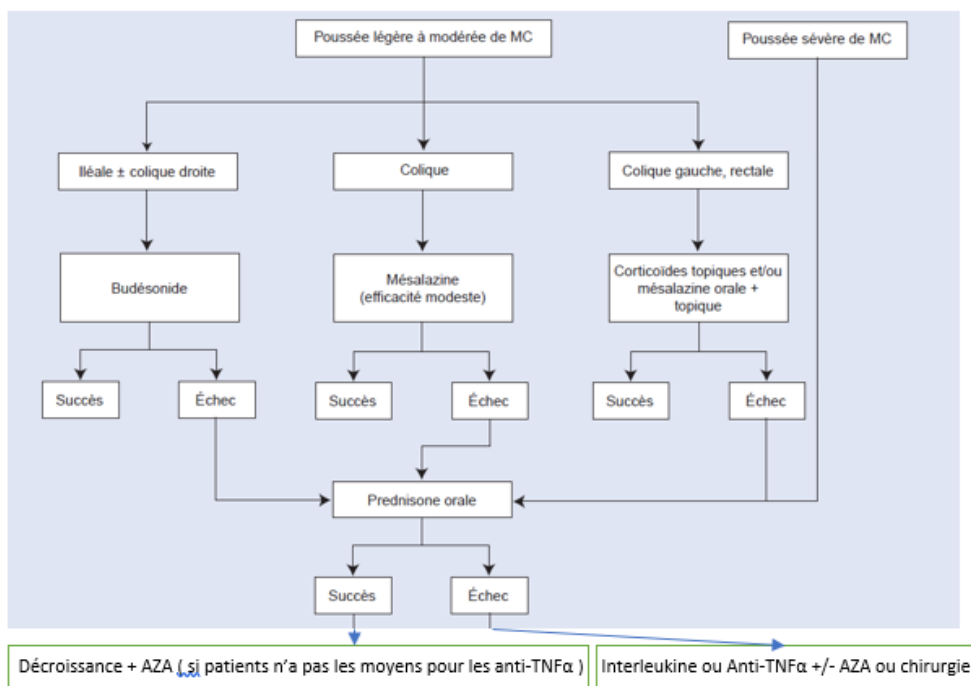 Poussée légère à modérée de MC
Poussée sévère de MC
Iléale ± colique droite
Colique
Colique gauche, rectale
Budésonide
Mésalazine
(efficacité modeste)
Corticoïdes topiques et/ou
mésalazine orale +
topique
Succès
Échec
Succès
Échec
Succès
Échec
Prednisone orale
Succès
Échec
Décroissance + AZA ( si patients n’a pas les moyens pour les anti-TNFα )
Interleukine ou Anti-TNFα +/- AZA ou chirurgie